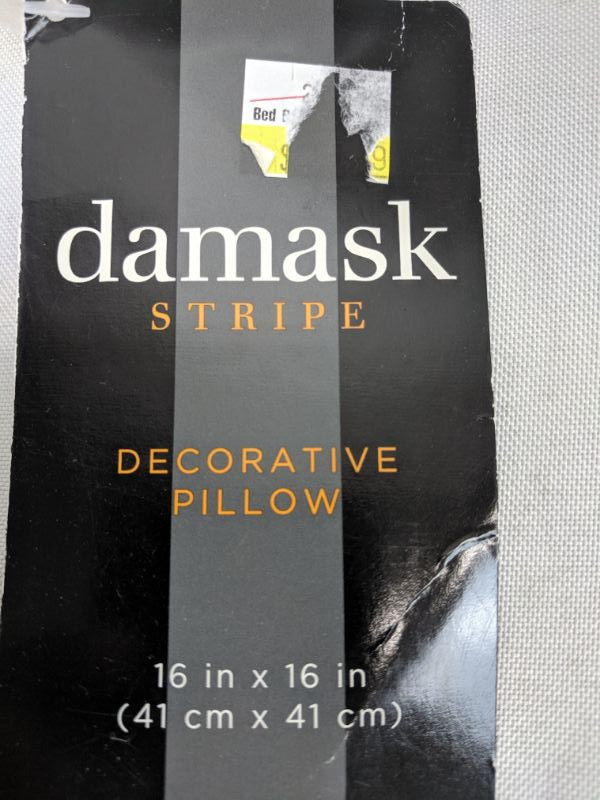 Bed
damask
STRIPE
DECORATIVE
PILLOW
16 in x 16 in
(41 cm x 41 cm)